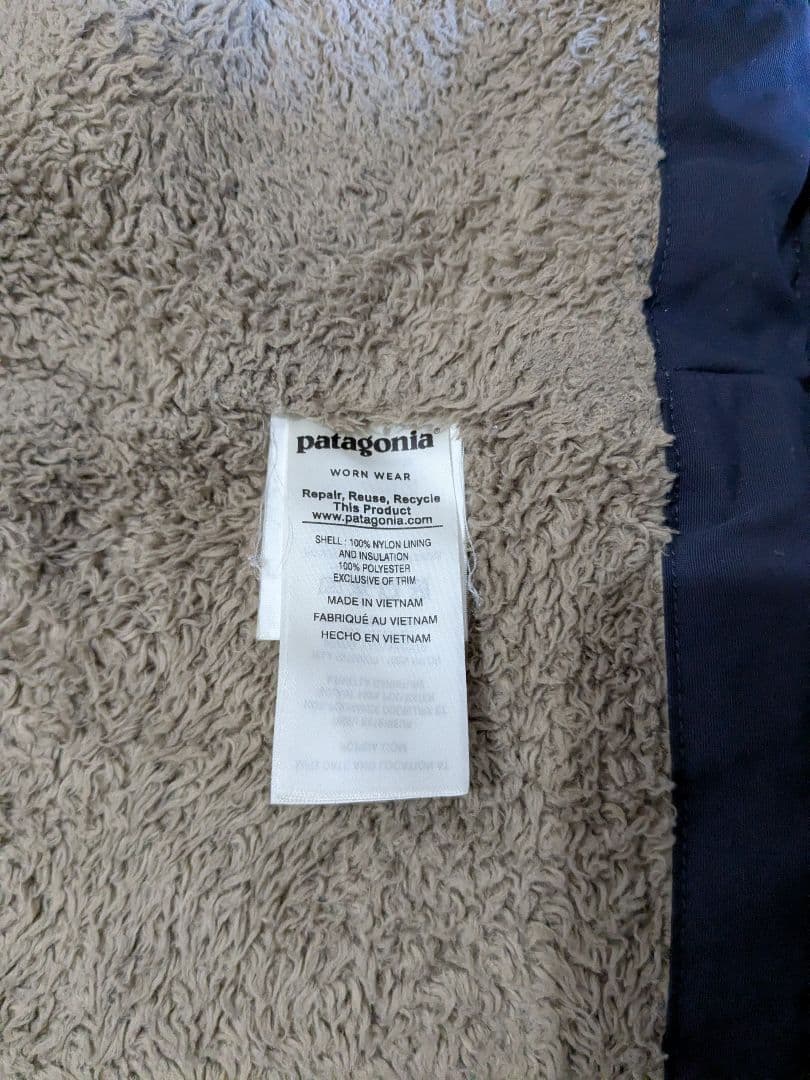 patagonia®
WORN WEAR
Repair, Reuse, Recycle
This Product
www.patagonia.com
SHELL : 100% NYLON LINING
AND INSULATION
100% POLYESTER
EXCLUSIVE OF TRIM
MADE IN VIETNAM
FABRIQUÉ AU VIETNAM
HECHO EN VIETNAM